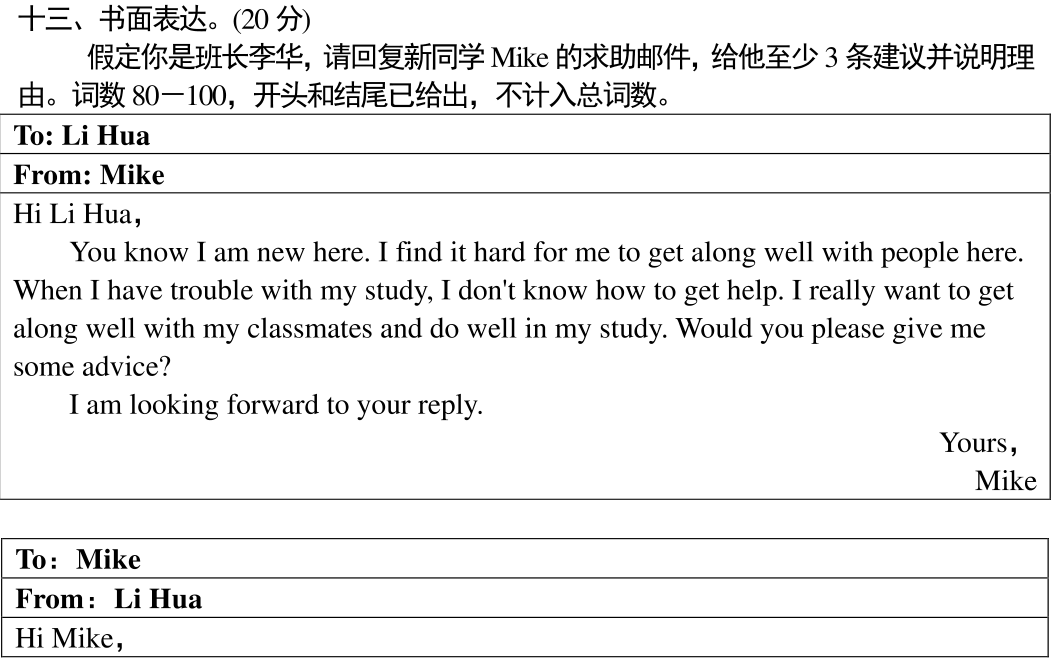 十三、书面表达。(20 分)
假定你是班长李华，请回复新同学 Mike 的求助邮件，给他至少 3 条建议并说明理
由。词数 80－100，开头和结尾已给出，不计入总词数。
To: Li Hua
From: Mike
Hi Li Hua，
You know I am new here. I find it hard for me to get along well with people here.
When I have trouble with my study, I don't know how to get help. I really want to get
along well with my classmates and do well in my study. Would you please give me
some advice?
I am looking forward to your reply.
Yours，
Mike
To：Mike
From：Li Hua
Hi Mike，